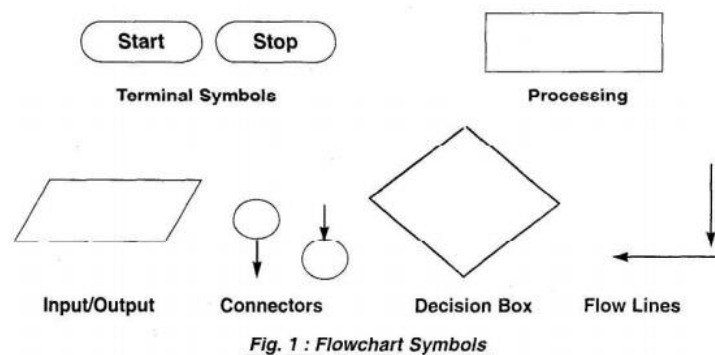 Start Stop
Terminal Symbols Processing
Input/Output Connectors Decision Box Flow Lines
Fig. 1 : Flowchart Symbols